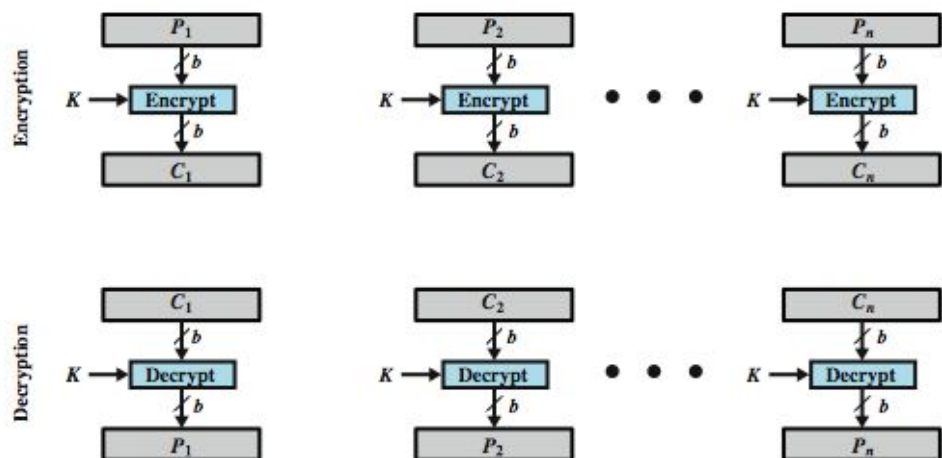 Encryption
P1 P2 Pn
b b b
K Encrypt K Encrypt K Encrypt
b b b
C1 C2 Cn
Decryption
C1 C2 Cn
b b b
K Decrypt K Decrypt K Decrypt
b b b
P1 P2 Pn